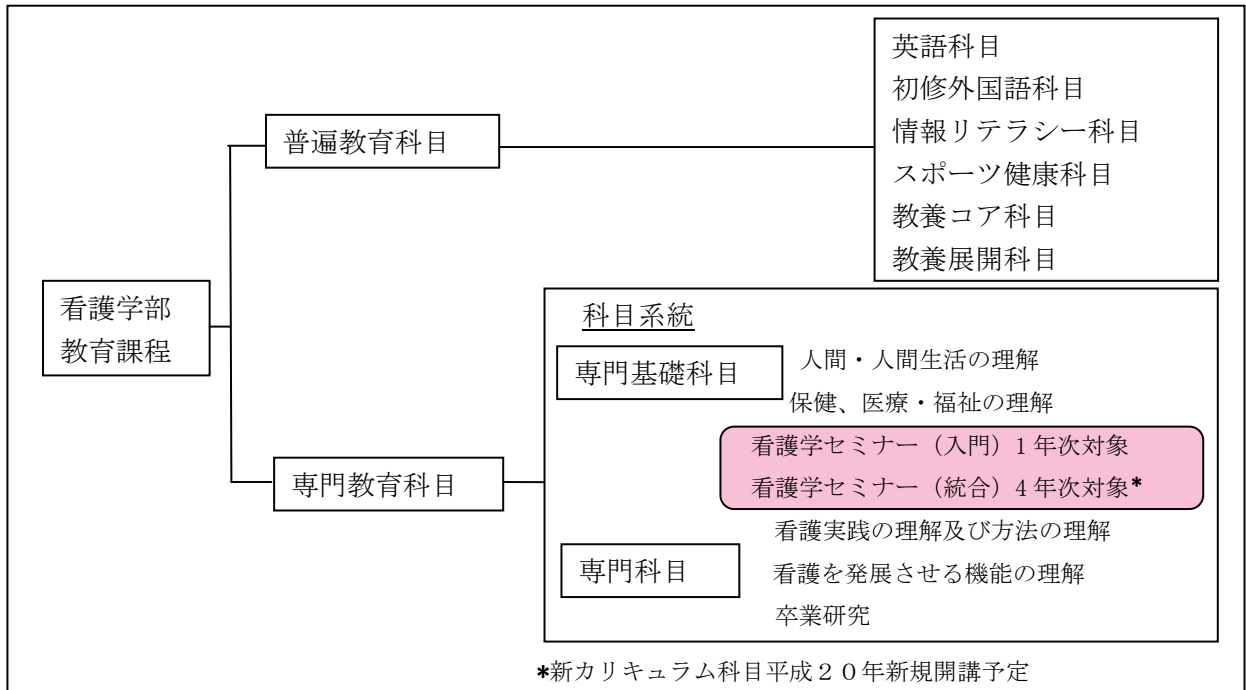 英語科目
初修外国語科目
情報リテラシー科目
スポーツ健康科目
教養コア科目
教養展開科目
普遍教育科目
看護学部
教育課程
専門教育科目
科目系統
専門基礎科目
人間・人間生活の理解
保健、医療・福祉の理解
看護学セミナー（入門）1年次対象
看護学セミナー（統合）4年次対象*
専門科目
看護実践の理解及び方法の理解
看護を発展させる機能の理解
卒業研究
*新カリキュラム科目平成２０年新規開講予定